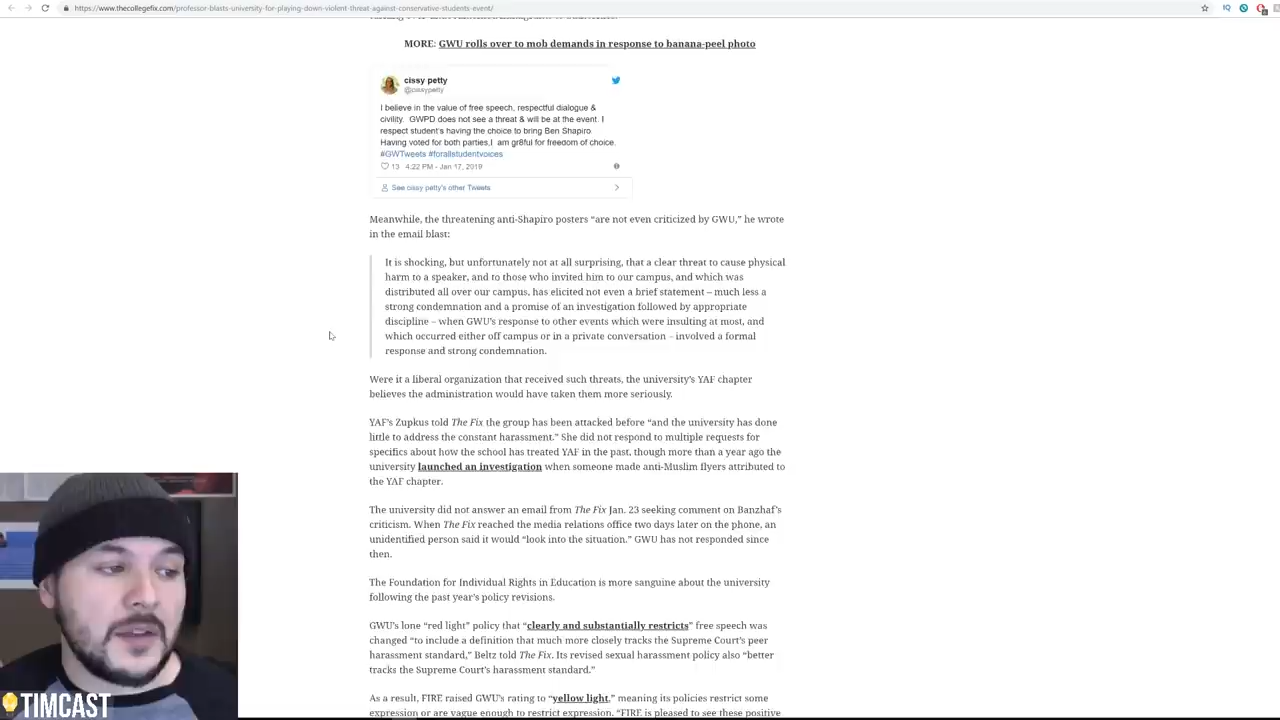 https://www.thecollegefix.com/professor-blasts-university-for-playing-down-violent-threat-against-conservative-students-event/
MORE: GWU rolls over to mob demands in response to banana-peel photo
cissy petty
@cissypetty
I believe in the value of free speech, respectful dialogue &
civility. GWPD does not see a threat & will be at the event. I
respect student's having the choice to bring Ben Shapiro.
Having voted for both parties,I am gr8ful for freedom of choice.
#GWTweets #forallstudentvoices
13 4:22 PM - Jan 17, 2019
See cissy petty's other Tweets
Meanwhile, the threatening anti-Shapiro posters “are not even criticized by GWU,” he wrote
in the email blast:
It is shocking, but unfortunately not at all surprising, that a clear threat to cause physical
harm to a speaker, and to those who invited him to our campus, and which was
distributed all over our campus, has elicited not even a brief statement – much less a
strong condemnation and a promise of an investigation followed by appropriate
discipline – when GWU’s response to other events which were insulting at most, and
which occurred either off campus or in a private conversation – involved a formal
response and strong condemnation.
Were it a liberal organization that received such threats, the university’s YAF chapter
believes the administration would have taken them more seriously.
YAF’s Zupkus told The Fix the group has been attacked before “and the university has done
little to address the constant harassment.” She did not respond to multiple requests for
specifics about how the school has treated YAF in the past, though more than a year ago the
university launched an investigation when someone made anti-Muslim flyers attributed to
the YAF chapter.
The university did not answer an email from The Fix Jan. 23 seeking comment on Banzhaf’s
criticism. When The Fix reached the media relations office two days later on the phone, an
unidentified person said it would “look into the situation.” GWU has not responded since
then.
The Foundation for Individual Rights in Education is more sanguine about the university
following the past year’s policy revisions.
GWU’s lone “red light” policy that “clearly and substantially restricts” free speech was
changed “to include a definition that much more closely tracks the Supreme Court’s peer
harassment standard,” Beltz told The Fix. Its revised sexual harassment policy also “better
tracks the Supreme Court’s harassment standard.”
As a result, FIRE raised GWU’s rating to “yellow light,” meaning its policies restrict some
expression or are vague enough to restrict expression. “FIRE is pleased to see these positive
TIMCAST